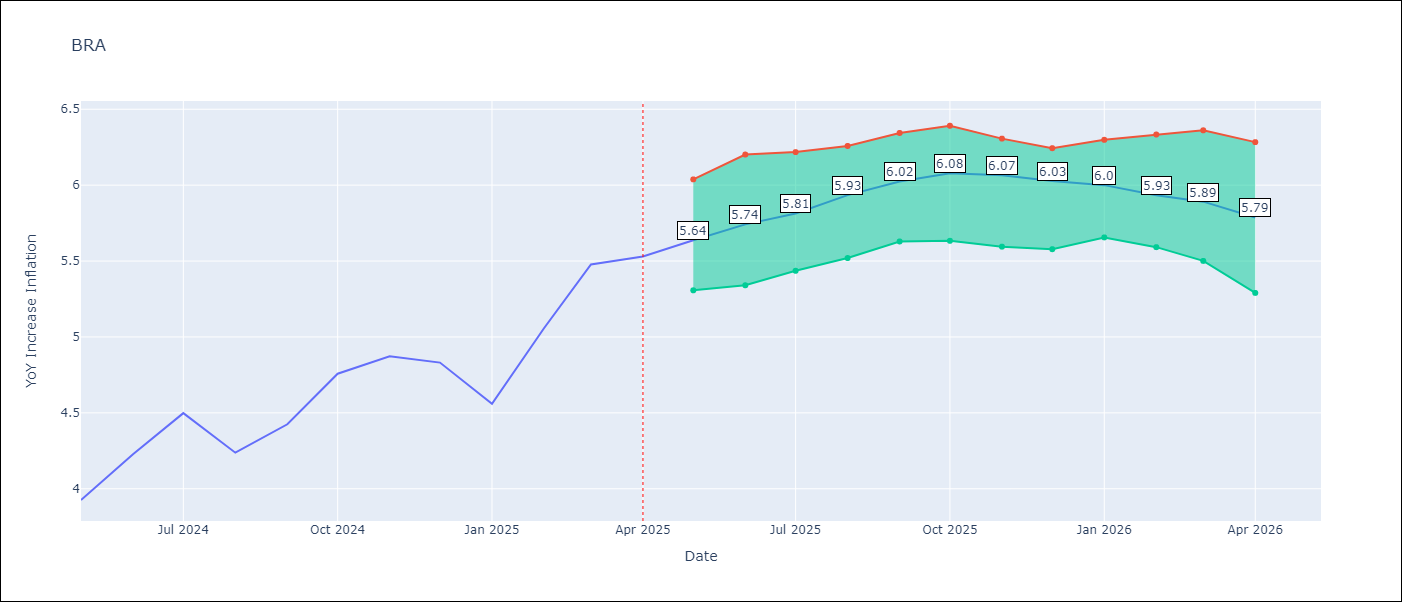 BRA
6.5
6
5.5
5
4.5
4
YoY Increase Inflation
5.64
5.74
5.81
5.93
6.02
6.08
6.07
6.03
6.0
5.93
5.89
5.79
Jul 2024
Oct 2024
Jan 2025
Apr 2025
Jul 2025
Oct 2025
Jan 2026
Apr 2026
Date